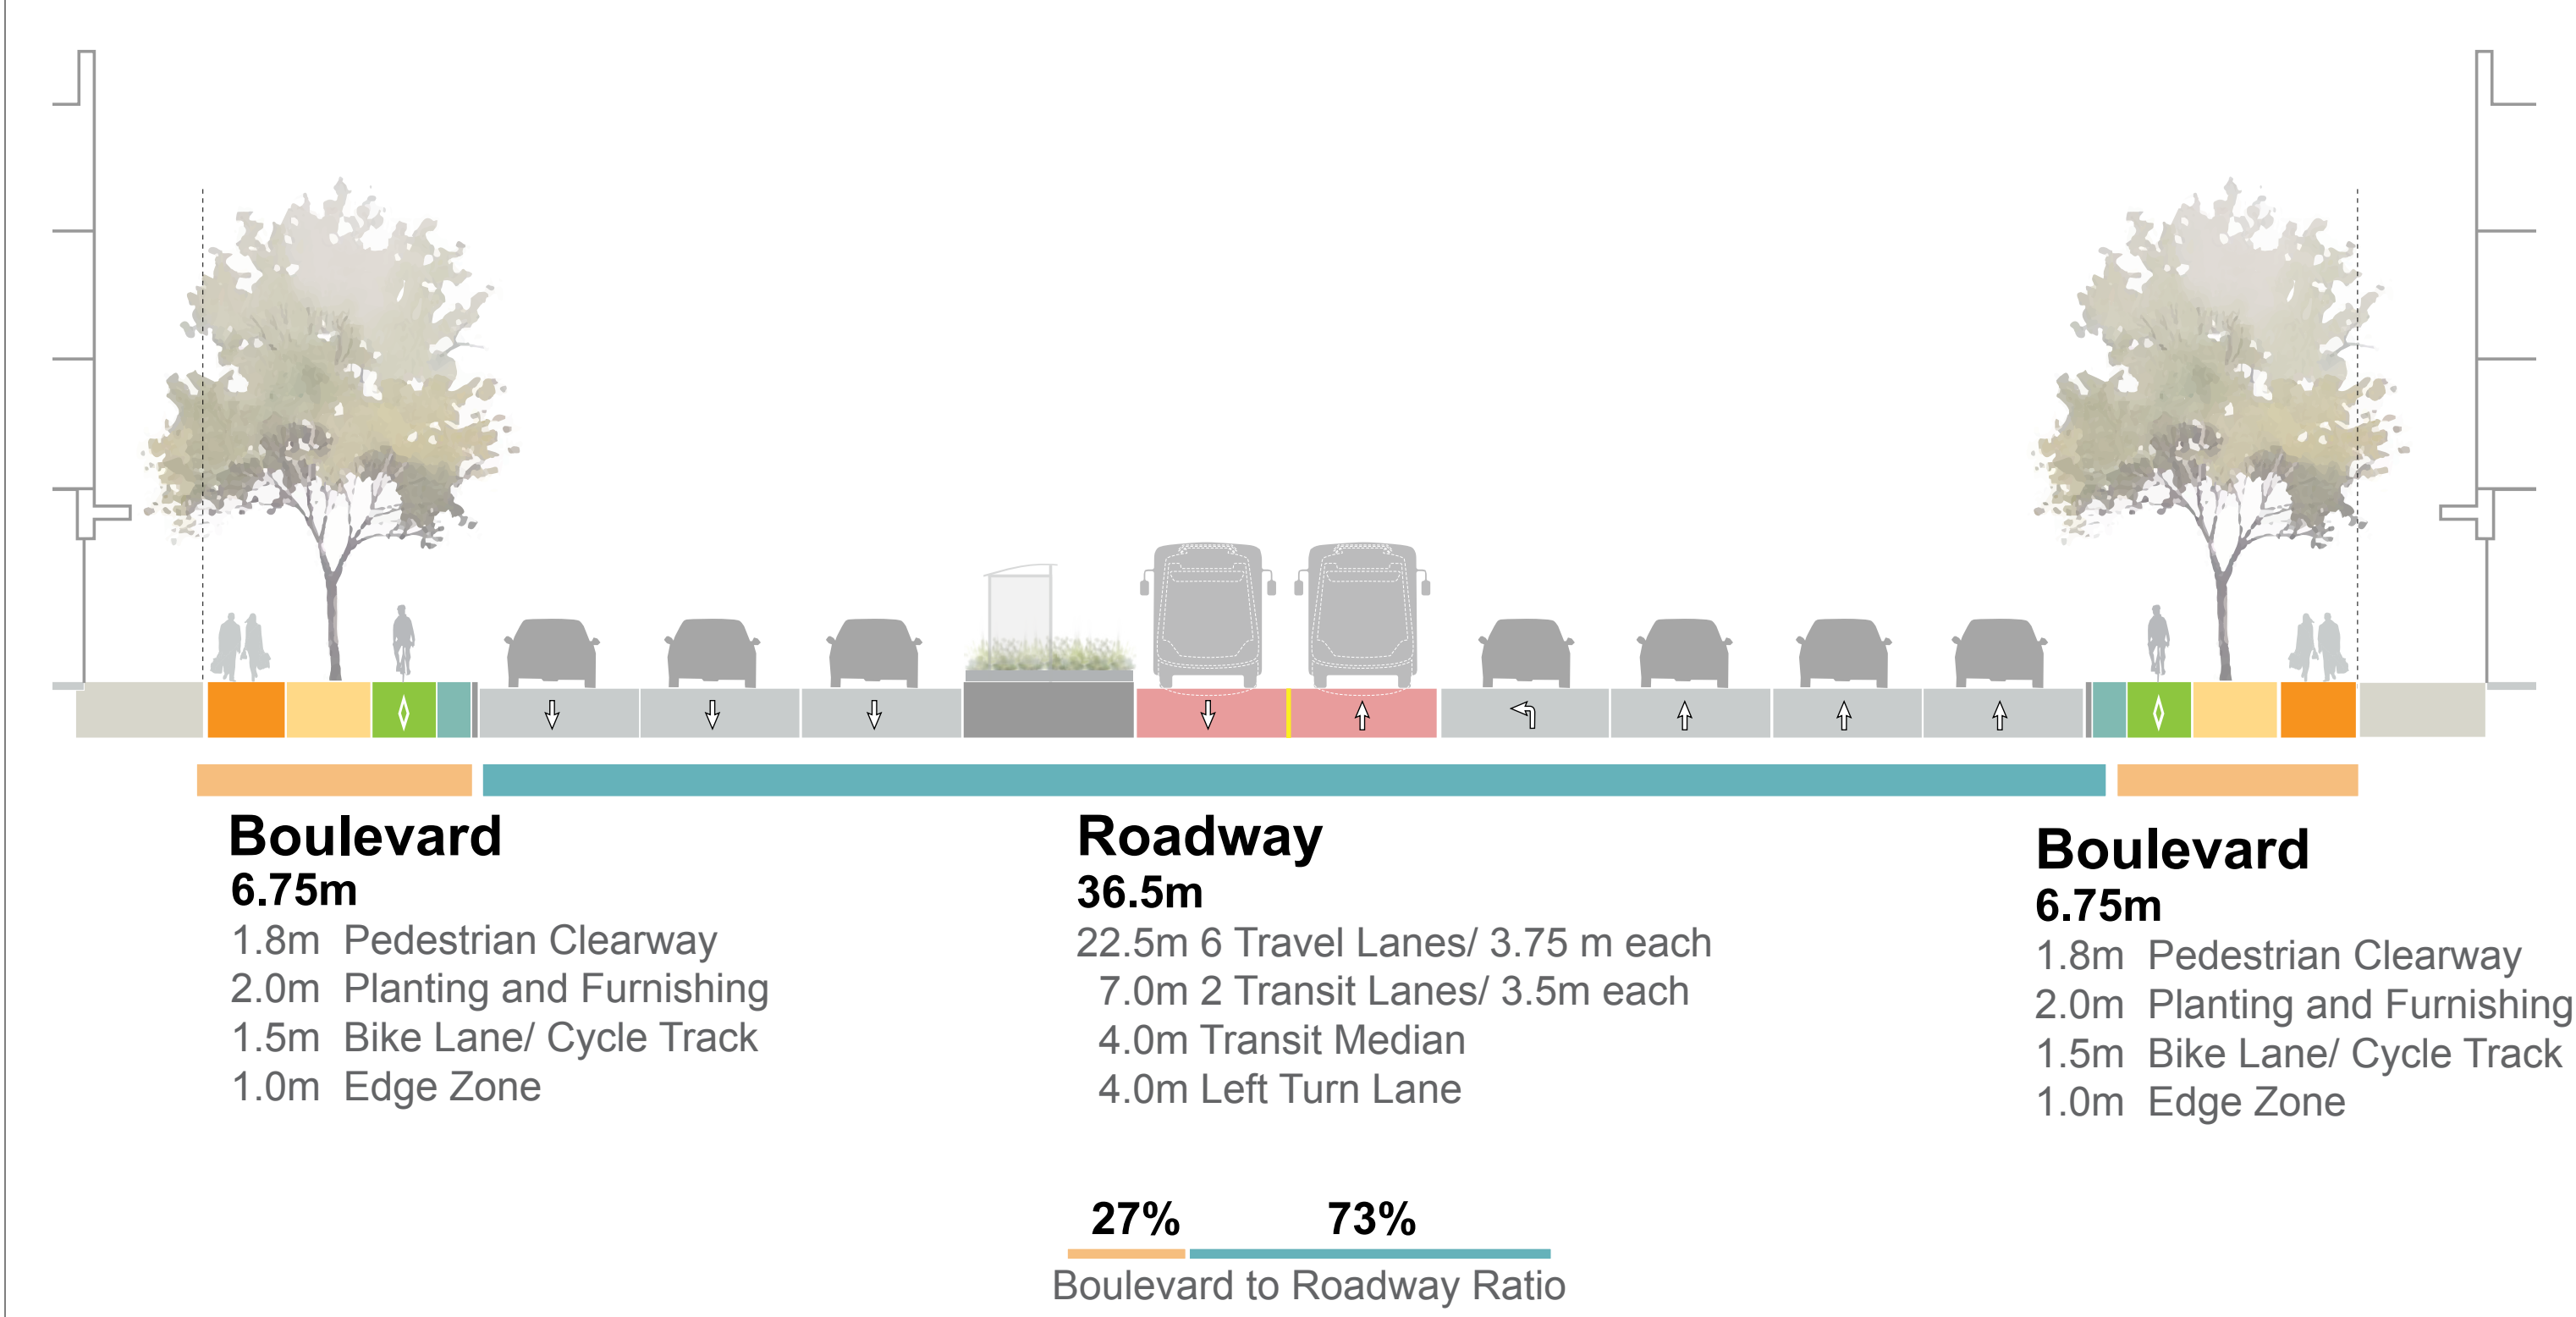 Boulevard
6.75m
1.8m Pedestrian Clearway
2.0m Planting and Furnishing
1.5m Bike Lane/ Cycle Track
1.0m Edge Zone
Roadway
36.5m
22.5m 6 Travel Lanes/ 3.75 m each
7.0m 2 Transit Lanes/ 3.5m each
4.0m Transit Median
4.0m Left Turn Lane
Boulevard
6.75m
1.8m Pedestrian Clearway
2.0m Planting and Furnishing
1.5m Bike Lane/ Cycle Track
1.0m Edge Zone
27% 73%
Boulevard to Roadway Ratio